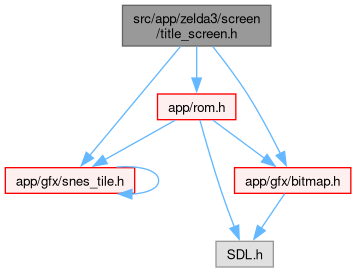 src/app/zelda3/screen
/title_screen.h
app/rom.h
app/gfx/snes_tile.h
app/gfx/bitmap.h
SDL.h